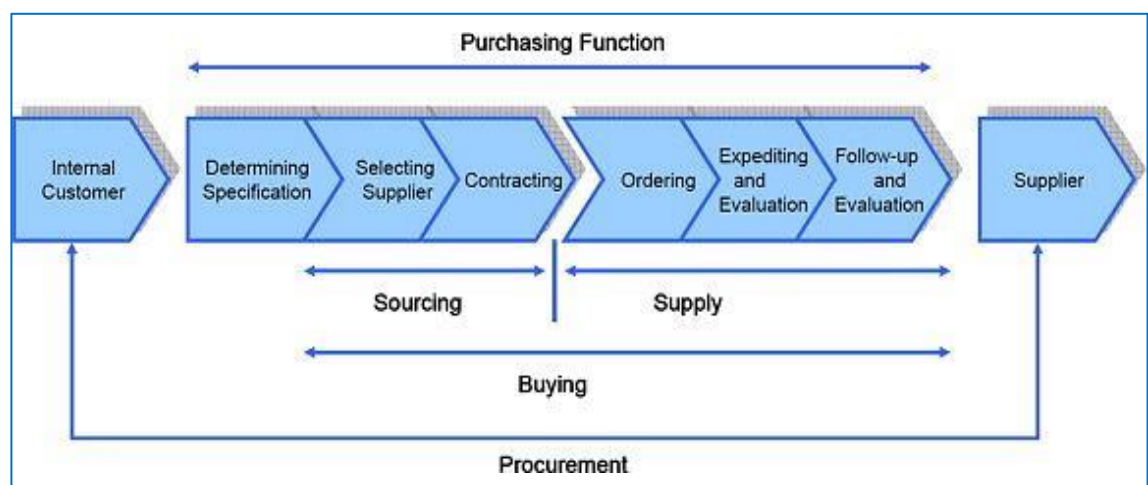 Purchasing Function
Internal
Customer
Determining
Specification
Selecting
Supplier
Contracting
Ordering
Expediting
and
Evaluation
Follow-up
and
Evaluation
Supplier
Sourcing
Supply
Buying
Procurement